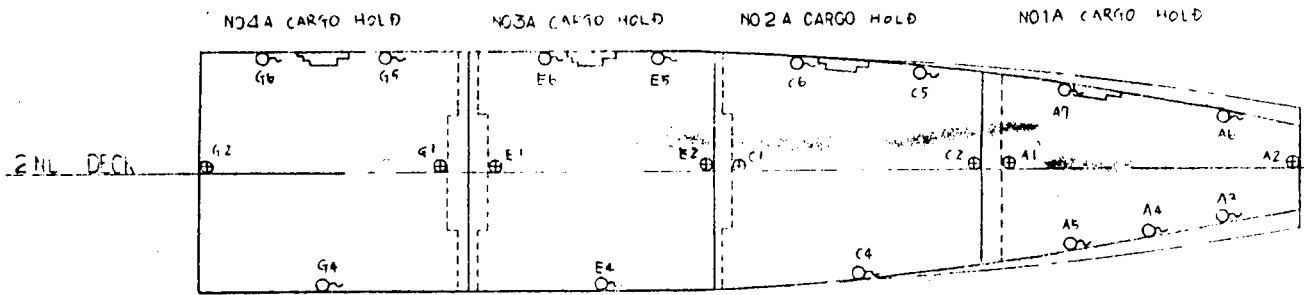 NO4A CARGO HOLD NO3A CARGO HOLD NO2A CARGO HOLD NO1A CARGO HOLD
G6 G5 E6 E5 C6 C5 A7 A6
2ND DECK G2 G1 E1 E2 C1 C2 A1 A2
G4 E4 C4 A5 A4 A3